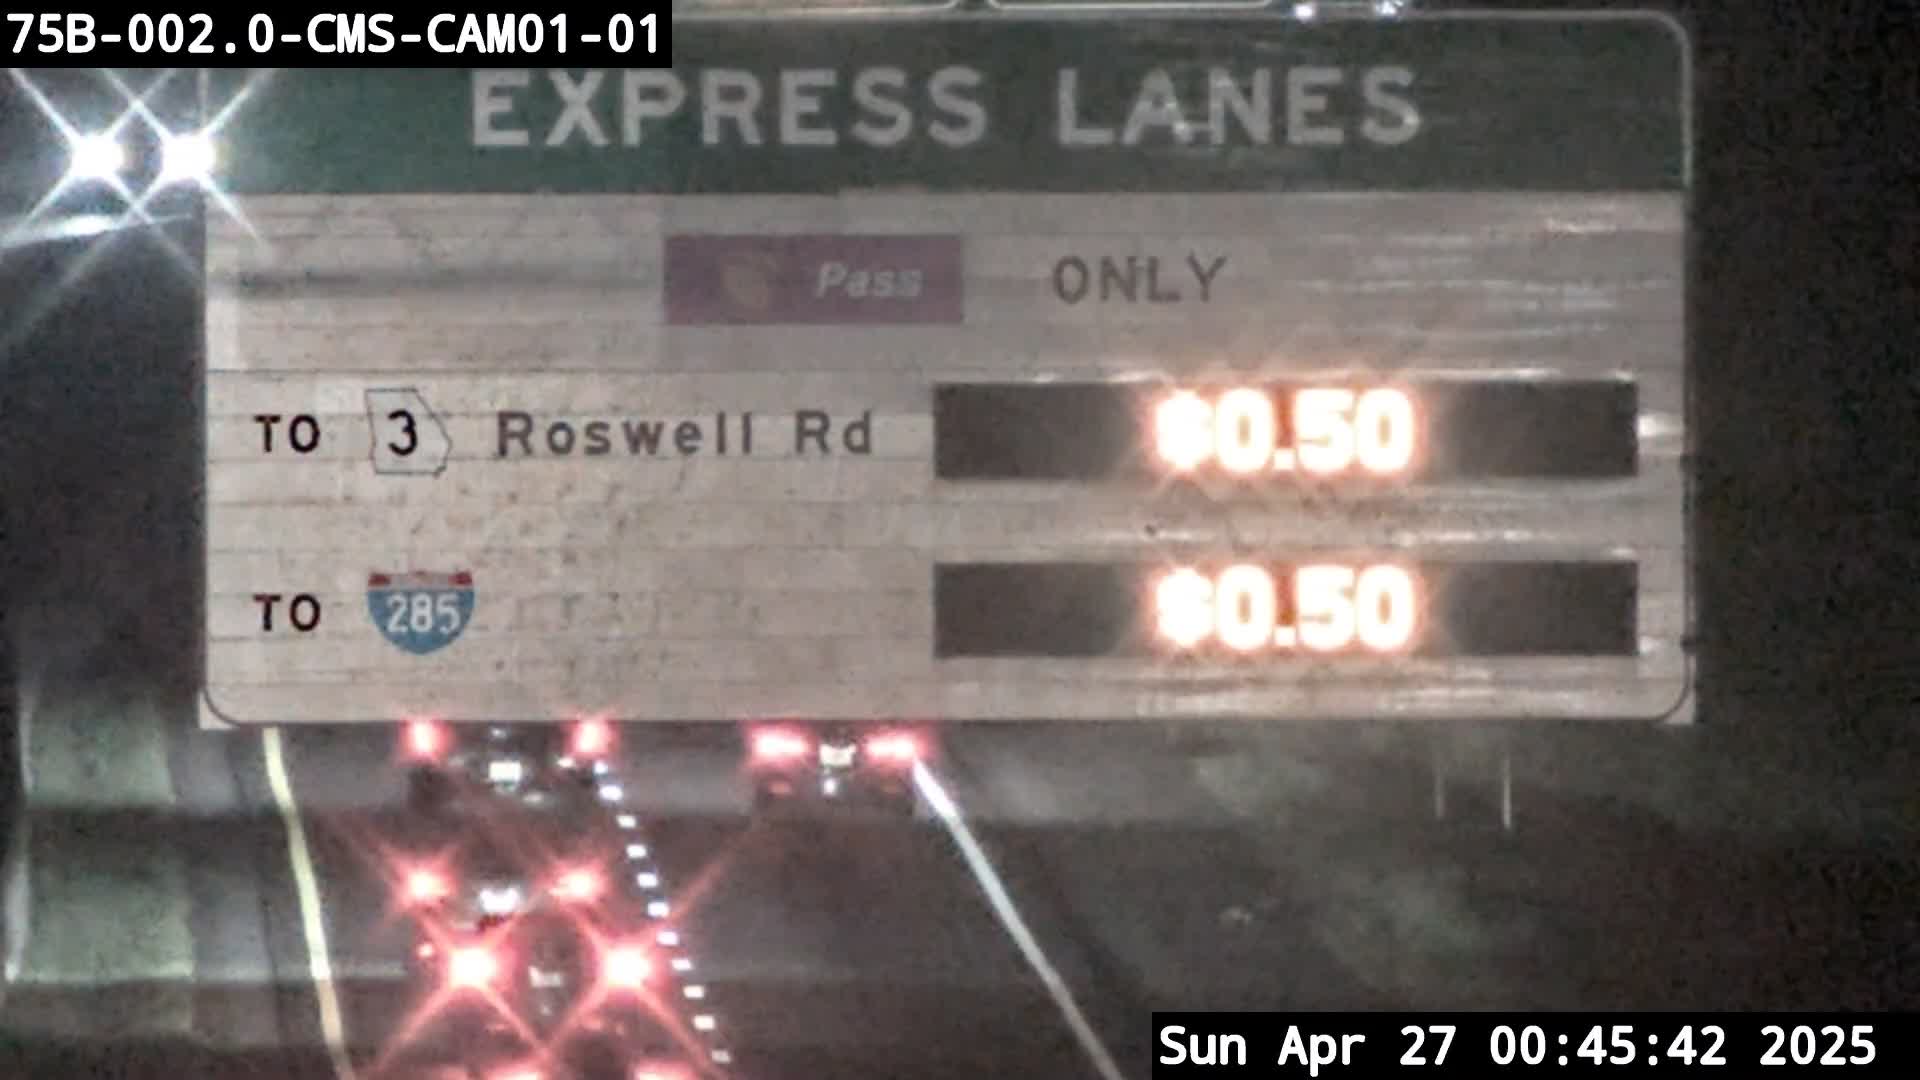 75B-002.0-CMS-CAM01-01
EXPRESS LANES
Pass ONLY
TO 3 Roswell Rd $0.50
TO 285 $0.50
Sun Apr 27 00:45:42 2025